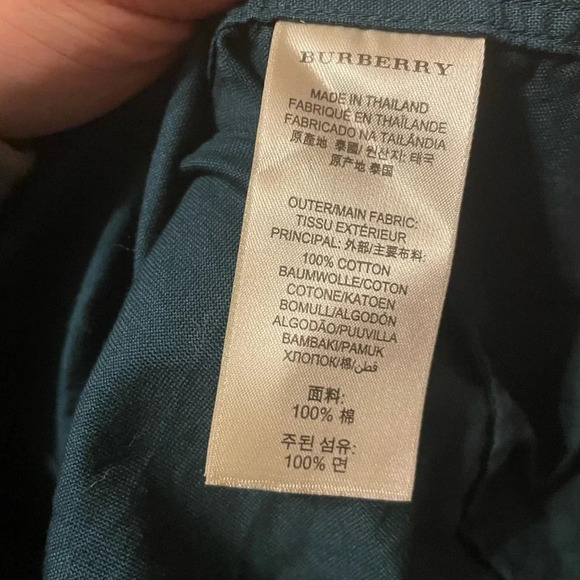 BURBERRY
MADE IN THAILAND
FABRIQUÉ EN THAÏLANDE
FABRICADO NA TAILÂNDIA
原產地 泰國/원산지: 태국
原产地 泰国
OUTER/MAIN FABRIC:
TISSU EXTÉRIEUR
PRINCIPAL: 外部/主要布料:
100% COTTON
BAUMWOLLE/COTON
COTONE/KATOEN
BOMULL/ALGODÓN
ALGODÃO/PUUVILLA
BAMBAKI/PAMUK
ХЛОПОК/棉/قطن
面料:
100% 棉
주된 섬유:
100% 면